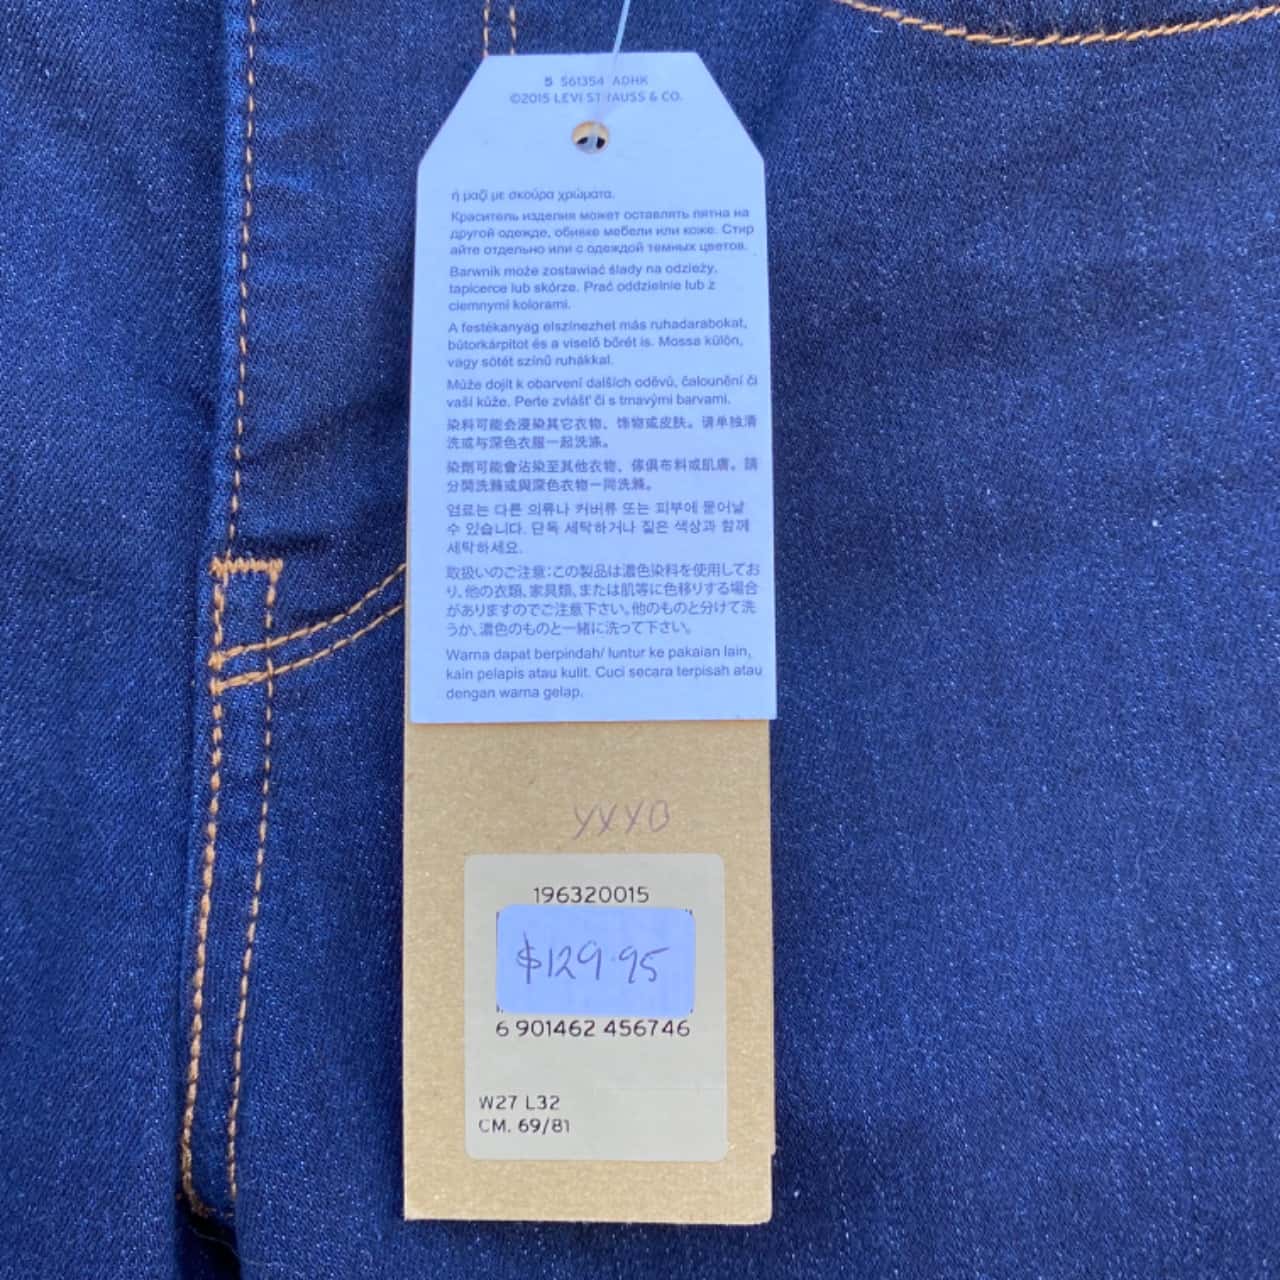 5 561354 ADHK
©2015 LEVI STRAUSS & CO.
ή μαζί με σκούρα χρώματα.
Краситель изделия может оставлять пятна на
другой одежде, обивке мебели или коже. Стир
айте отдельно или с одеждой темных цветов.
Barwnik może zostawiać ślady na odzieży,
tapicerce lub skórze. Prać oddzielnie lub z
ciemnymi kolorami.
A festékanyag elszínezhet más ruhadarabokat,
bútorkárpitot és a viselő bőrét is. Mossa külön,
vagy sötét színű ruhákkal.
Může dojít k obarvení dalších oděvů, čalounění či
vaší kůže. Perte zvlášť či s tmavými barvami.
染料可能会浸染其它衣物、饰物或皮肤。请单独清
洗或与深色衣服一起洗涤。
染劑可能會沾染至其他衣物、傢俱布料或肌膚。請
分開洗滌或與深色衣物一同洗滌。
염료는 다른 의류나 커버류 또는 피부에 묻어날
수 있습니다. 단독 세탁하거나 짙은 색상과 함께
세탁하세요.
取扱いのご注意：この製品は濃色染料を使用してお
り、他の衣類、家具類、または肌等に色移りする場合
がありますのでご注意下さい。他のものと分けて洗
うか、濃色のものと一緒に洗って下さい。
Warna dapat berpindah/ luntur ke pakaian lain,
kain pelapis atau kulit. Cuci secara terpisah atau
dengan warna gelap.
YXYB
196320015
$129.95
6 901462 456746
W27 L32
CM. 69/81